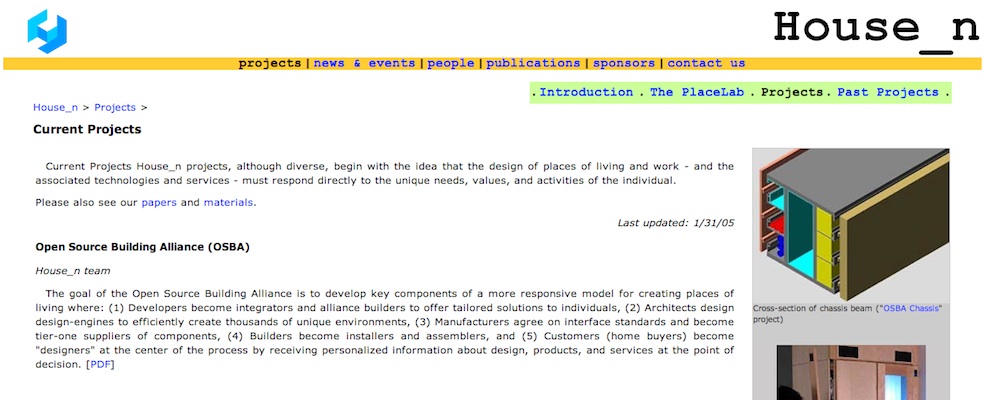 House_n
projects | news & events | people | publications | sponsors | contact us
. Introduction . The PlaceLab . Projects. Past Projects .
House_n > Projects >
Current Projects
Current Projects House_n projects, although diverse, begin with the idea that the design of places of living and work - and the
associated technologies and services - must respond directly to the unique needs, values, and activities of the individual.
Please also see our papers and materials.
Last updated: 1/31/05
Open Source Building Alliance (OSBA)
House_n team
The goal of the Open Source Building Alliance is to develop key components of a more responsive model for creating places of
living where: (1) Developers become integrators and alliance builders to offer tailored solutions to individuals, (2) Architects design
design-engines to efficiently create thousands of unique environments, (3) Manufacturers agree on interface standards and become
tier-one suppliers of components, (4) Builders become installers and assemblers, and (5) Customers (home buyers) become
"designers" at the center of the process by receiving personalized information about design, products, and services at the point of
decision. [PDF]
Cross-section of chassis beam ("OSBA Chassis"
project)